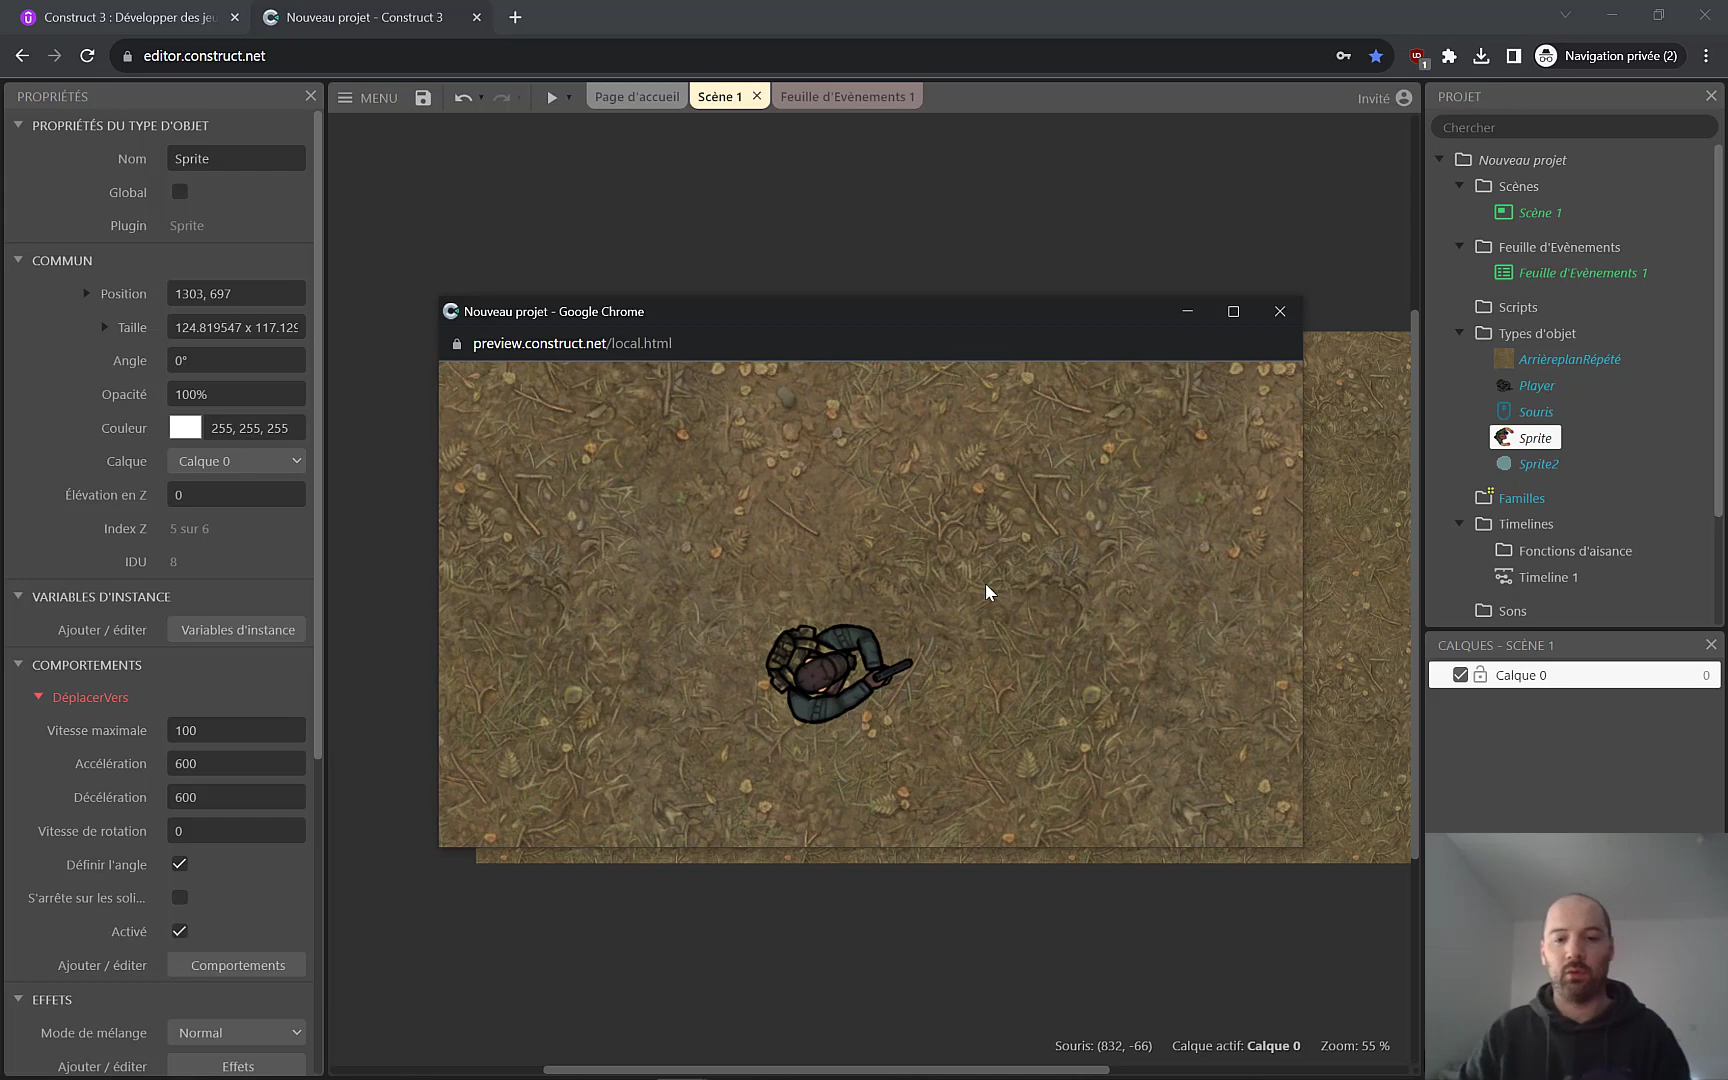 Construct 3 : Développer des jeu
Nouveau projet - Construct 3
editor.construct.net
Navigation privée (2)
PROPRIÉTÉS
PROPRIÉTÉS DU TYPE D'OBJET
Nom Sprite
Global
Plugin Sprite
COMMUN
Position 1303, 697
Taille 124.819547 x 117.129
Angle 0°
Opacité 100%
Couleur 255, 255, 255
Calque Calque 0
Élévation en Z 0
Index Z 5 sur 6
IDU 8
VARIABLES D'INSTANCE
Ajouter / éditer Variables d'instance
COMPORTEMENTS
DéplacerVers
Vitesse maximale 100
Accélération 600
Décélération 600
Vitesse de rotation 0
Définir l'angle
S'arrête sur les soli...
Activé
Ajouter / éditer Comportements
EFFETS
Mode de mélange Normal
Ajouter / éditer Effets
MENU
Page d'accueil
Scène 1
Feuille d'Evènements 1
Invité
Nouveau projet - Google Chrome
preview.construct.net/local.html
Souris: (832, -66) Calque actif: Calque 0 Zoom: 55 %
PROJET
Chercher
Nouveau projet
Scènes
Scène 1
Feuille d'Evènements
Feuille d'Evènements 1
Scripts
Types d'objet
ArrièreplanRépété
Player
Souris
Sprite
Sprite2
Familles
Timelines
Fonctions d'aisance
Timeline 1
Sons
CALQUES - SCÈNE 1
Calque 0 0